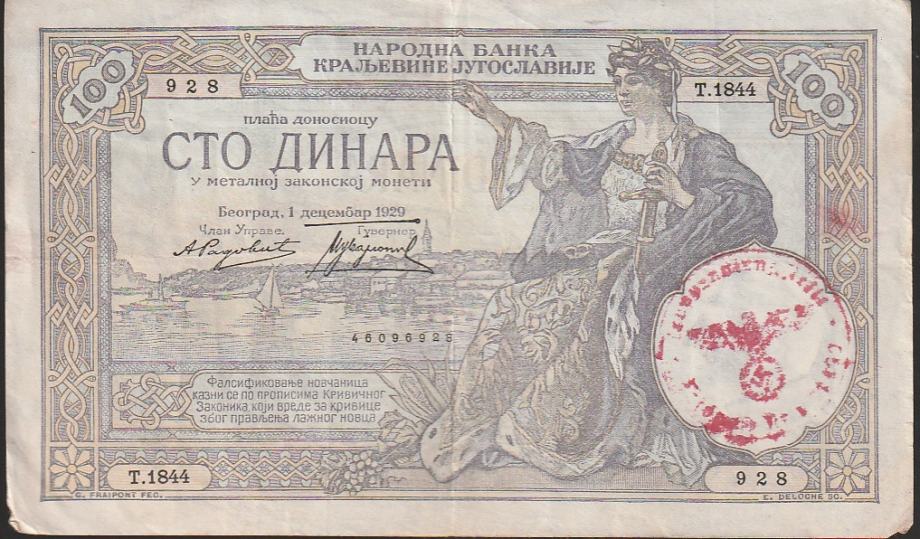 НАРОДНА БАНКА
КРАЉЕВИНЕ ЈУГОСЛАВИЈЕ
100
928
Т.1844
100
плаћа доносиоцу
СТО ДИНАРА
у металној законској монети
Београд, 1 децембар 1929
Члан Управе.
Гувернер
46096928
Фалсификовање новчаница
казни се по прописима Кривичног
Законика, који вреде за кривице
због прављења лажног новца
Т.1844
928
C. FRAIPONT FEC.
E. DELOCHE SC.